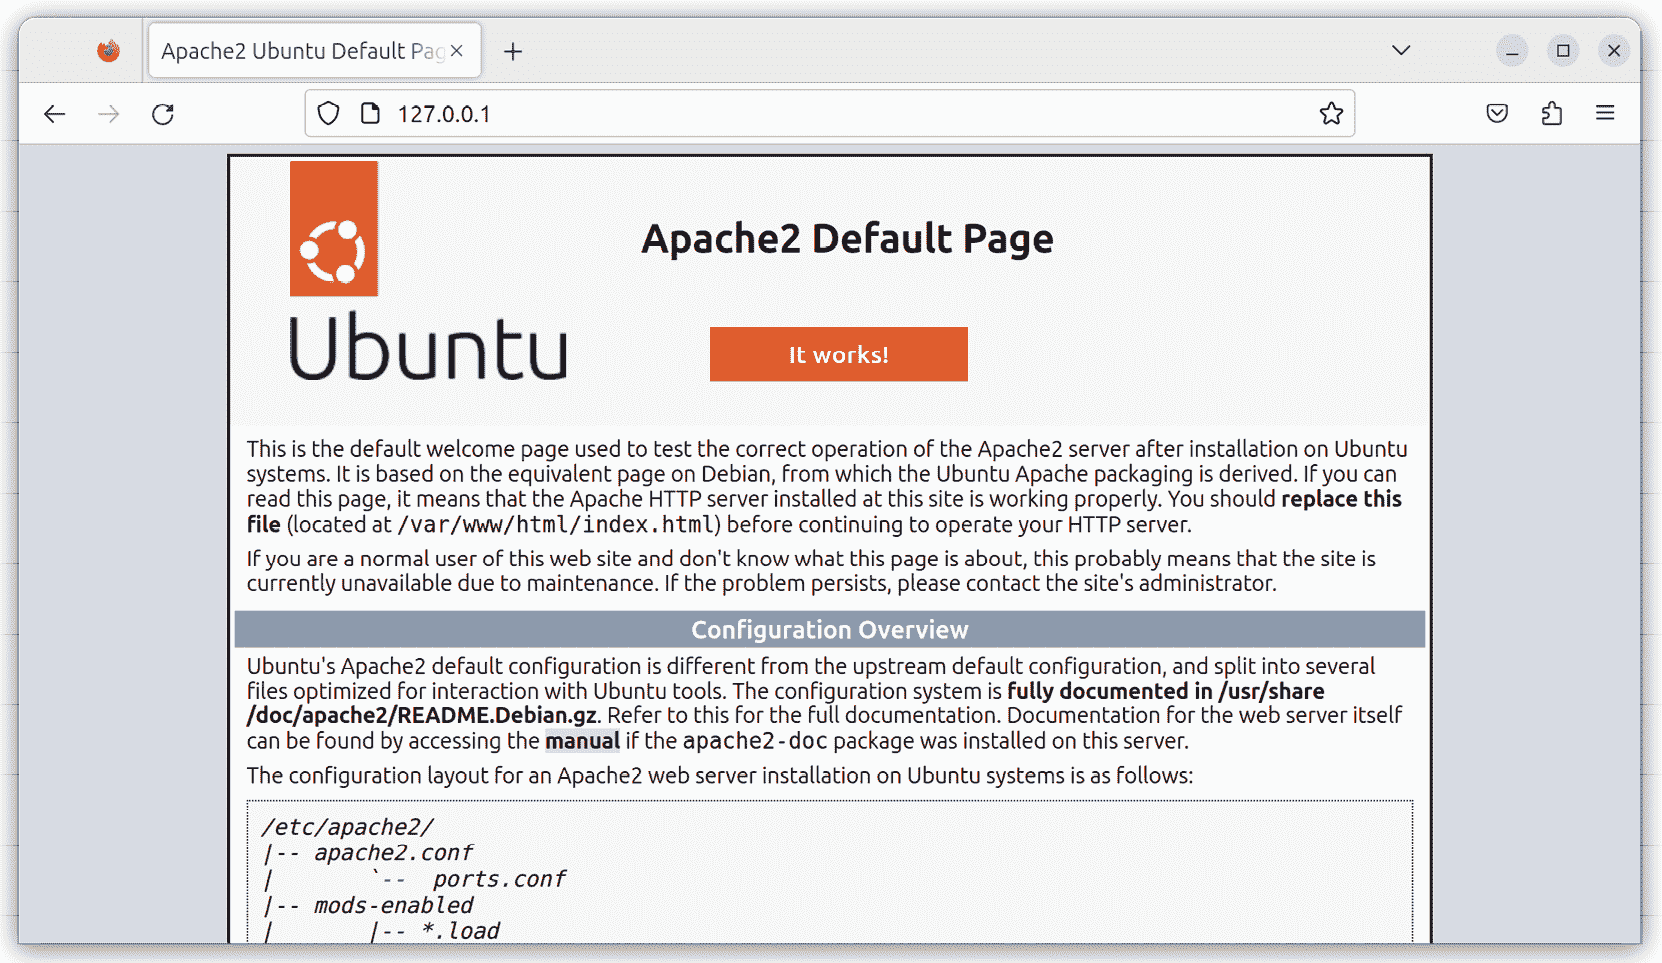 Apache2 Ubuntu Default Pag
127.0.0.1
Apache2 Default Page
Ubuntu
It works!
This is the default welcome page used to test the correct operation of the Apache2 server after installation on Ubuntu
systems. It is based on the equivalent page on Debian, from which the Ubuntu Apache packaging is derived. If you can
read this page, it means that the Apache HTTP server installed at this site is working properly. You should replace this
file (located at /var/www/html/index.html) before continuing to operate your HTTP server.
If you are a normal user of this web site and don't know what this page is about, this probably means that the site is
currently unavailable due to maintenance. If the problem persists, please contact the site's administrator.
Configuration Overview
Ubuntu's Apache2 default configuration is different from the upstream default configuration, and split into several
files optimized for interaction with Ubuntu tools. The configuration system is fully documented in /usr/share
/doc/apache2/README.Debian.gz. Refer to this for the full documentation. Documentation for the web server itself
can be found by accessing the manual if the apache2-doc package was installed on this server.
The configuration layout for an Apache2 web server installation on Ubuntu systems is as follows:
/etc/apache2/
|-- apache2.conf
|       `--  ports.conf
|-- mods-enabled
|       |-- *.load